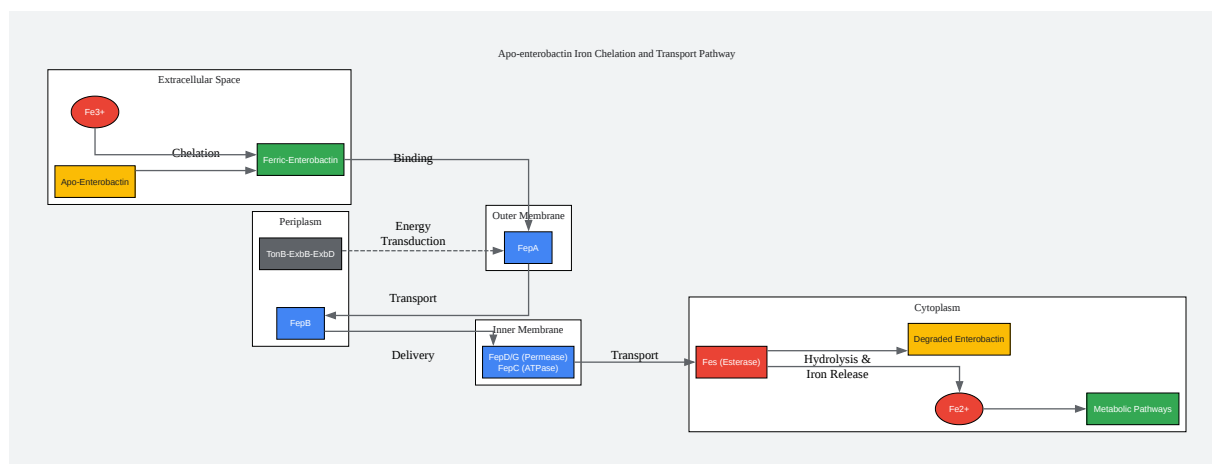 Apo-enterobactin Iron Chelation and Transport Pathway
Extracellular Space
Fe3+
Chelation
Ferric-Enterobactin
Apo-Enterobactin
Binding
Periplasm
TonB-ExbB-ExbD
Energy
Transduction
Outer Membrane
FepA
Transport
FepB
Delivery
Inner Membrane
FepD/G (Permease)
FepC (ATPase)
Transport
Cytoplasm
Fes (Esterase)
Hydrolysis &
Iron Release
Degraded Enterobactin
Fe2+
Metabolic Pathways